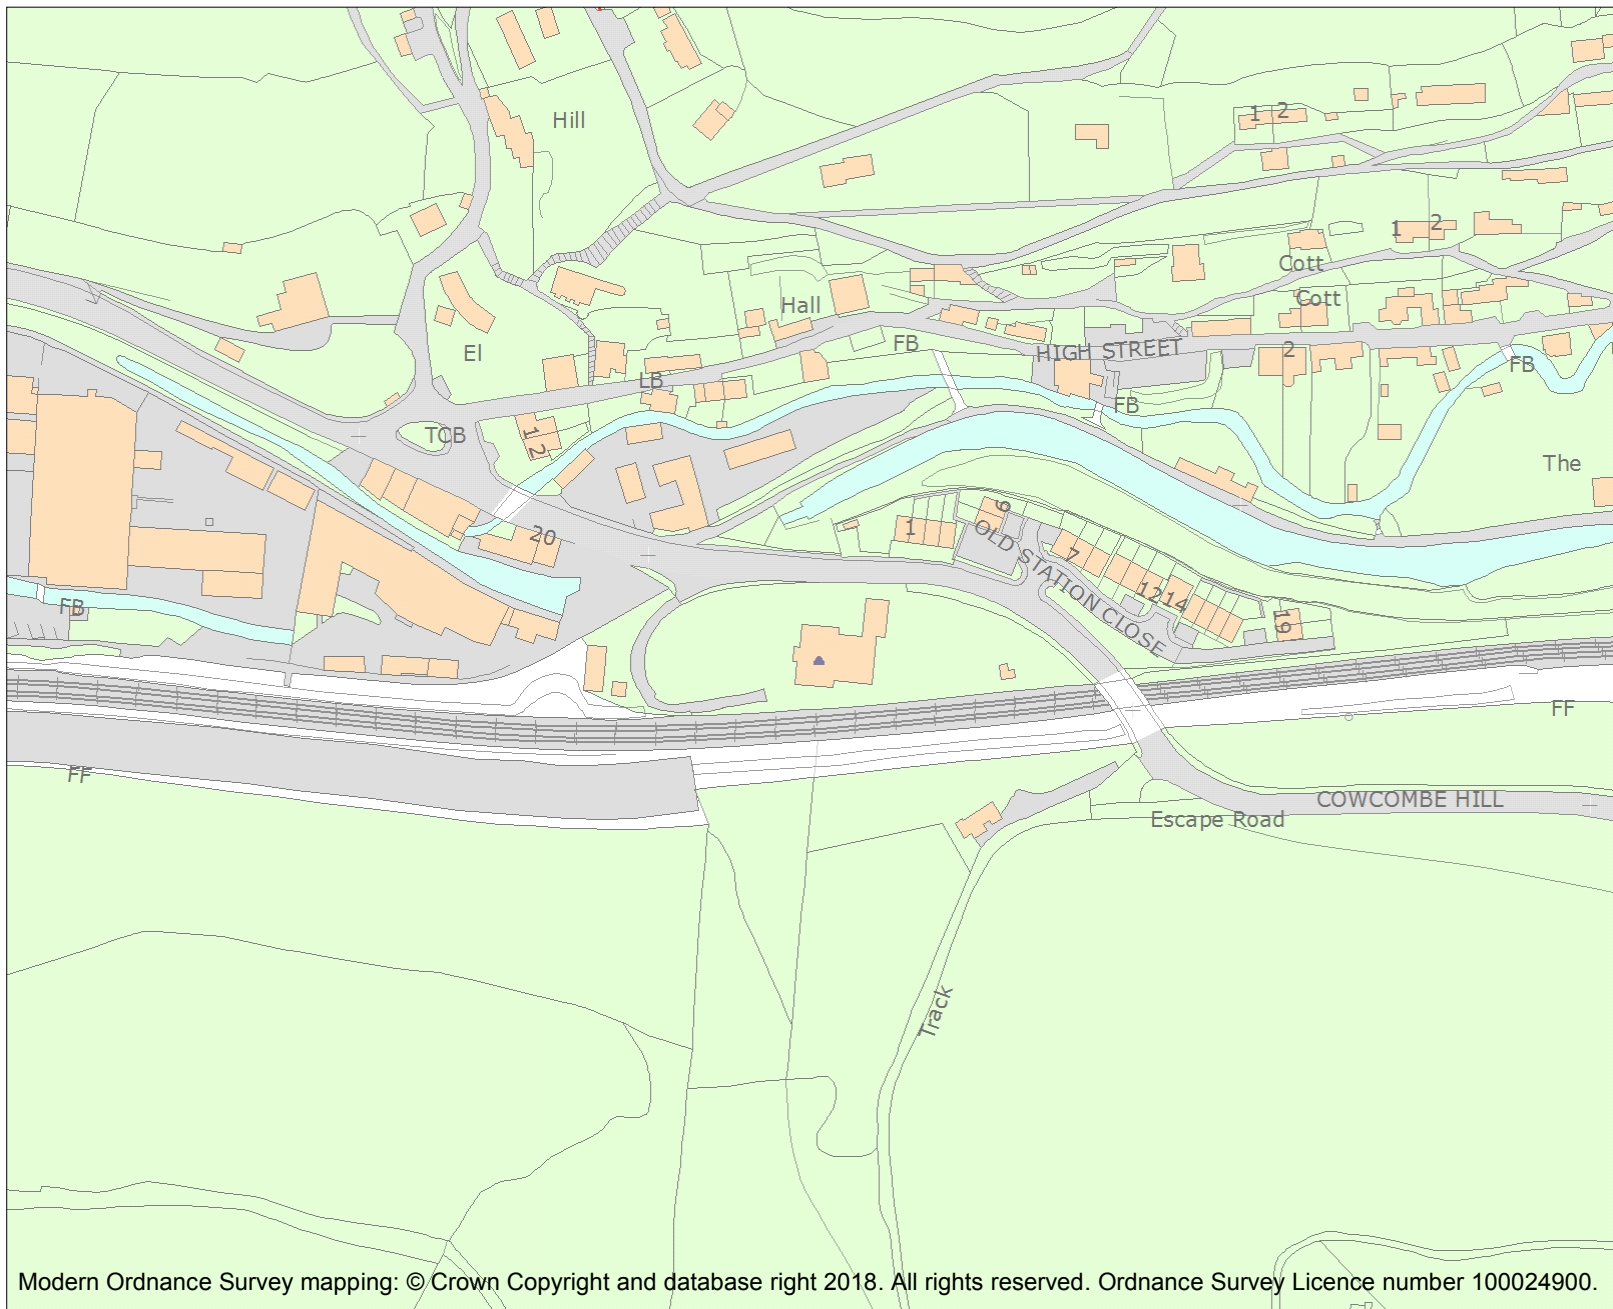 Hill
1 2
1 2
Cott
Cott
Hall
FB
HIGH STREET
2
FB
El
LB
FB
TCB
1 2
The
20
1
9
OLD STATION CLOSE
7
12
14
19
FB
FF
FF
COWCOMBE HILL
Escape Road
Track
Modern Ordnance Survey mapping: © Crown Copyright and database right 2018. All rights reserved. Ordnance Survey Licence number 100024900.